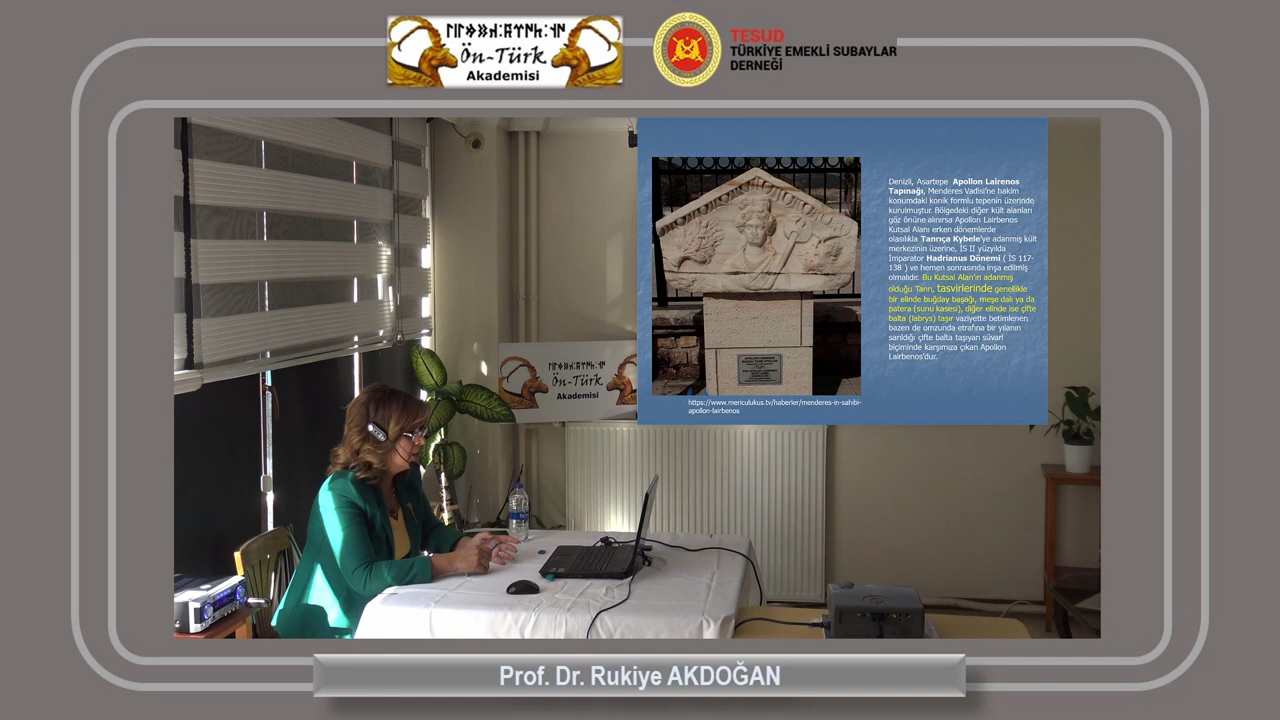 Ön-Türk
Akademisi
TESUD
TÜRKİYE EMEKLİ SUBAYLAR
DERNEĞİ
Denizli, Asartepe Apollon Lairenos
Tapınağı, Menderes Vadisi'ne hakim
konumdaki konik formlu tepenin üzerinde
kurulmuştur. Bölgedeki diğer kült alanları
göz önüne alınırsa Apollon Lairbenos
Kutsal Alanı erken dönemlerde
olasılıkla Tanrıça Kybele'ye adanmış kült
merkezinin üzerine, İS II yüzyılda
İmparator Hadrianus Dönemi ( İS 117-
138 ) ve hemen sonrasında inşa edilmiş
olmalıdır. Bu Kutsal Alan'ın adanmış
olduğu Tanrı, tasvirlerinde genellikle
bir elinde buğday başağı, meşe dalı ya da
patera (sunu kasesi), diğer elinde ise çifte
balta (labrys) taşır vaziyette betimlenen
bazen de omzunda etrafına bir yılanın
sarıldığı çifte balta taşıyan süvari
biçiminde karşımıza çıkan Apollon
Lairbenos'dur.
https://www.mericulukus.tv/haberler/menderes-in-sahibi-
apollon-lairbenos
Ön-Türk
Akademisi
Prof. Dr. Rukiye AKDOĞAN